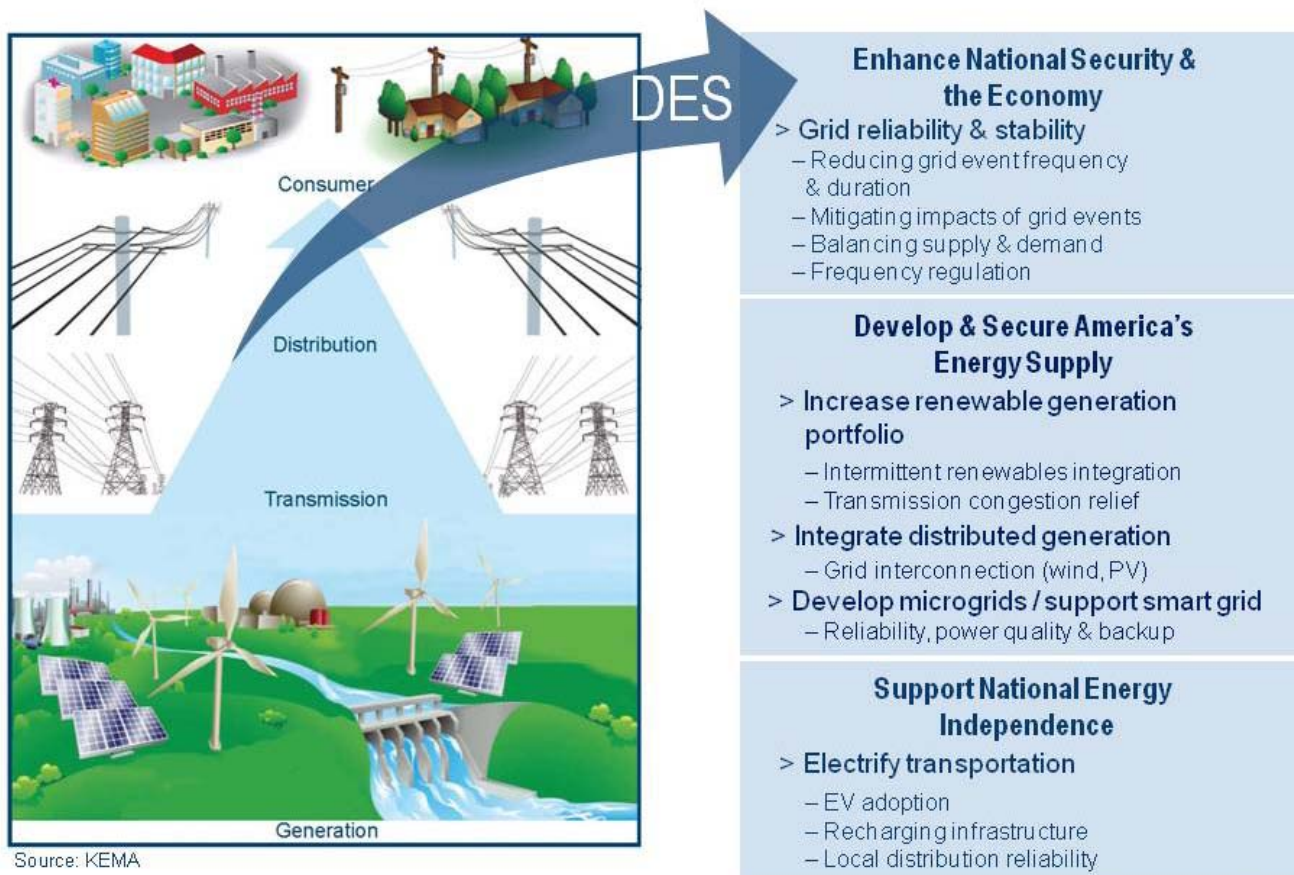 Consumer
Distribution
Transmission
Generation
Source: KEMA
DES
Enhance National Security &
the Economy
> Grid reliability & stability
– Reducing grid event frequency
& duration
– Mitigating impacts of grid events
– Balancing supply & demand
– Frequency regulation
Develop & Secure America’s
Energy Supply
> Increase renewable generation
portfolio
– Intermittent renewables integration
– Transmission congestion relief
> Integrate distributed generation
– Grid interconnection (wind, PV)
> Develop microgrids / support smart grid
– Reliability, power quality & backup
Support National Energy
Independence
> Electrify transportation
– EV adoption
– Recharging infrastructure
– Local distribution reliability